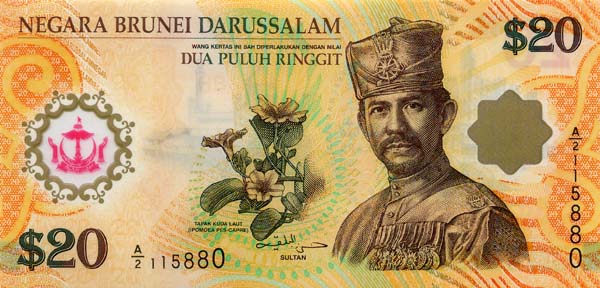 NEGARA BRUNEI DARUSSALAM
$20
WANG KERTAS INI SAH DIPERLAKUKAN DENGAN NILAI
DUA PULUH RINGGIT
A/2 115880
TAPAK KUDA LAUT
(IPOMOEA PES-CAPRE)
$20
A/2 115880
SULTAN